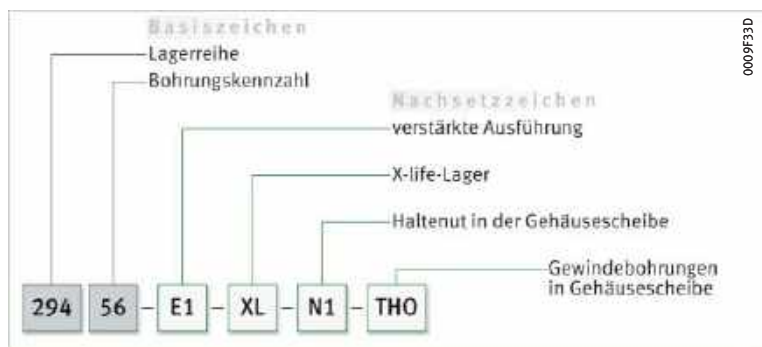 Basiszeichen
Lagerreihe
Bohrungskennzahl
Nachsetzzeichen
verstärkte Ausführung
X-life-Lager
Haltenut in der Gehäusescheibe
Gewindebohrungen
in Gehäusescheibe
294 56 – E1 – XL – N1 – THO
0009F33D